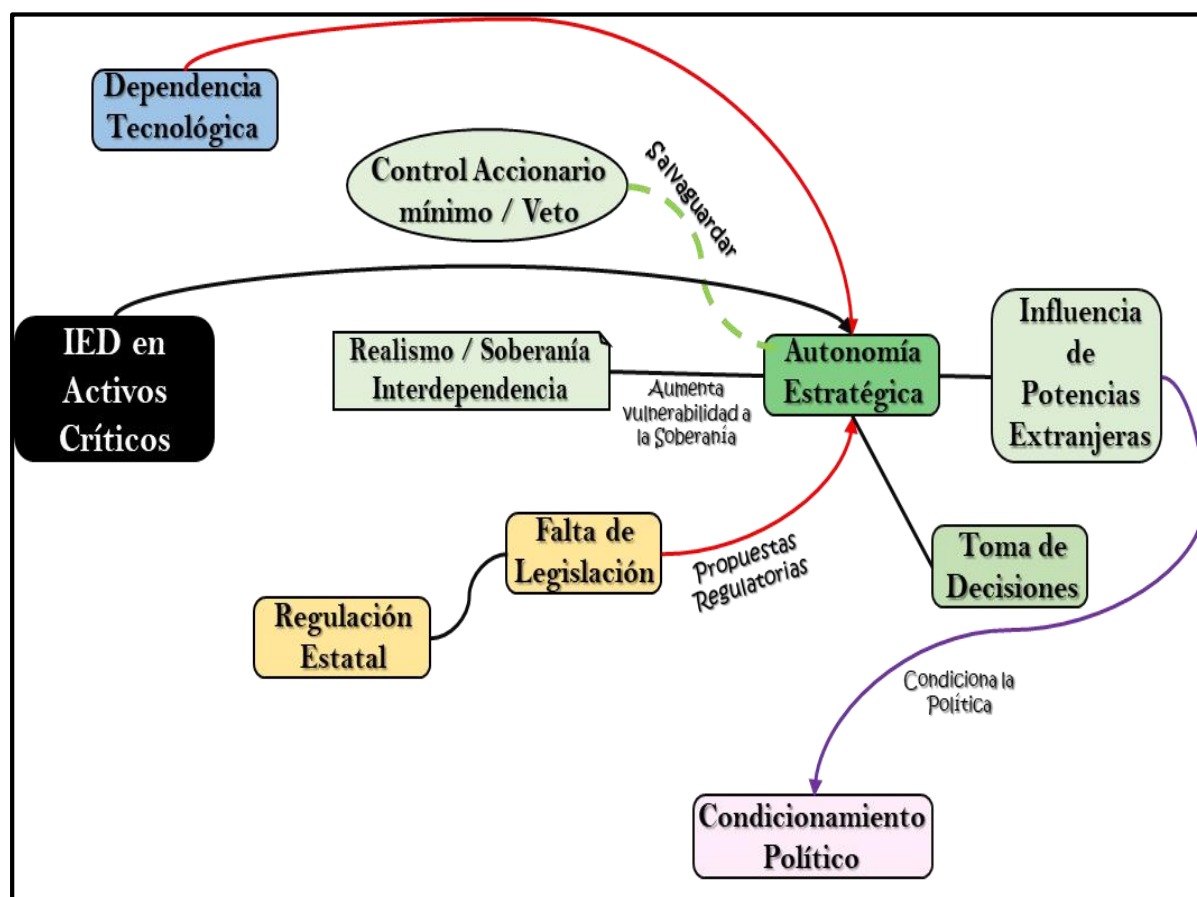 Dependencia
Tecnológica
Control Accionario
mínimo / Veto
Salvaguardar
IED en
Activos
Críticos
Realismo / Soberanía
Interdependencia
Aumenta
vulnerabilidad a
la Soberanía
Autonomía
Estratégica
Influencia
de
Potencias
Extranjeras
Falta de
Legislación
Propuestas
Regulatorias
Toma de
Decisiones
Regulación
Estatal
Condiciona la
Política
Condicionamiento
Político